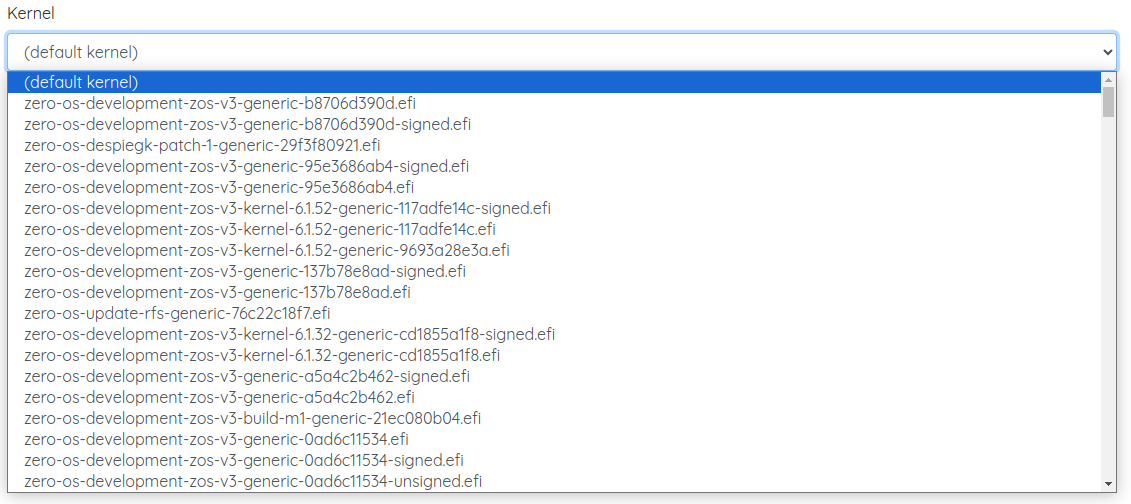 Kernel
(default kernel)
(default kernel)
zero-os-development-zos-v3-generic-b8706d390d.efi
zero-os-development-zos-v3-generic-b8706d390d-signed.efi
zero-os-despiegk-patch-1-generic-29f3f80921.efi
zero-os-development-zos-v3-generic-95e3686ab4-signed.efi
zero-os-development-zos-v3-generic-95e3686ab4.efi
zero-os-development-zos-v3-kernel-6.1.52-generic-117adfe14c-signed.efi
zero-os-development-zos-v3-kernel-6.1.52-generic-117adfe14c.efi
zero-os-development-zos-v3-kernel-6.1.52-generic-9693a28e3a.efi
zero-os-development-zos-v3-generic-137b78e8ad-signed.efi
zero-os-development-zos-v3-generic-137b78e8ad.efi
zero-os-update-rfs-generic-76c22c18f7.efi
zero-os-development-zos-v3-kernel-6.1.32-generic-cd1855a1f8-signed.efi
zero-os-development-zos-v3-kernel-6.1.32-generic-cd1855a1f8.efi
zero-os-development-zos-v3-generic-a5a4c2b462-signed.efi
zero-os-development-zos-v3-generic-a5a4c2b462.efi
zero-os-development-zos-v3-build-m1-generic-21ec080b04.efi
zero-os-development-zos-v3-generic-0ad6c11534.efi
zero-os-development-zos-v3-generic-0ad6c11534-signed.efi
zero-os-development-zos-v3-generic-0ad6c11534-unsigned.efi